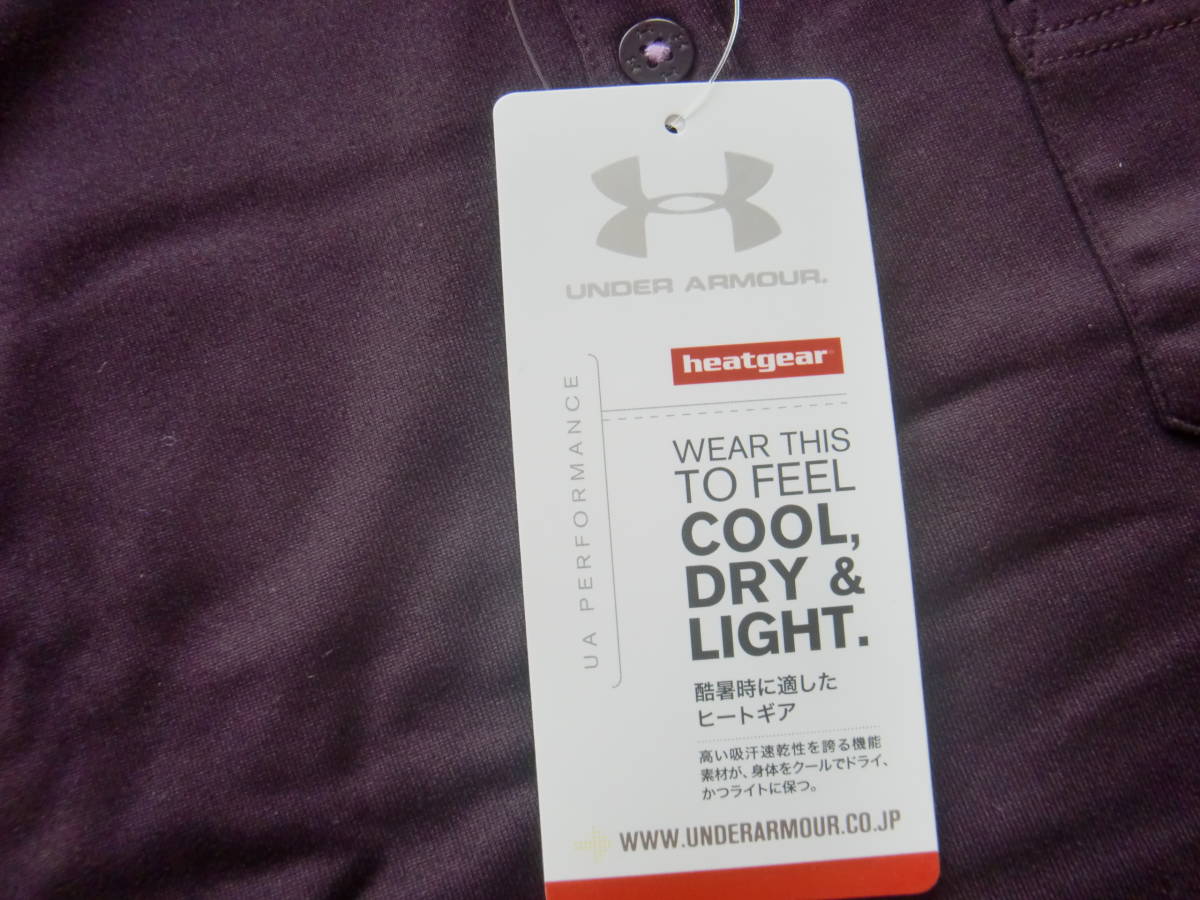 UNDER ARMOUR.
heatgear
UA PERFORMANCE
WEAR THIS
TO FEEL
COOL,
DRY &
LIGHT.
酷暑時に適した
ヒートギア
高い吸汗速乾性を誇る機能
素材が、身体をクールでドライ、
かつライトに保つ。
WWW.UNDERARMOUR.CO.JP